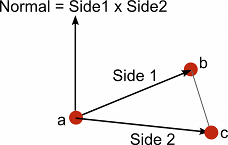 Normal = Side1 x Side2
b
Side 1
a
Side 2
c